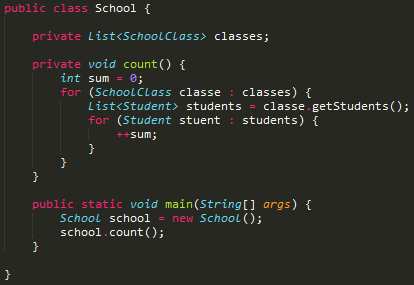 public class School {
private List<SchoolClass> classes;
private void count() {
int sum = 0;
for (SchoolClass classe : classes) {
List<Student> students = classe.getStudents();
for (Student stuent : students) {
++sum;
}
}
}
public static void main(String[] args) {
School school = new School();
school.count();
}
}